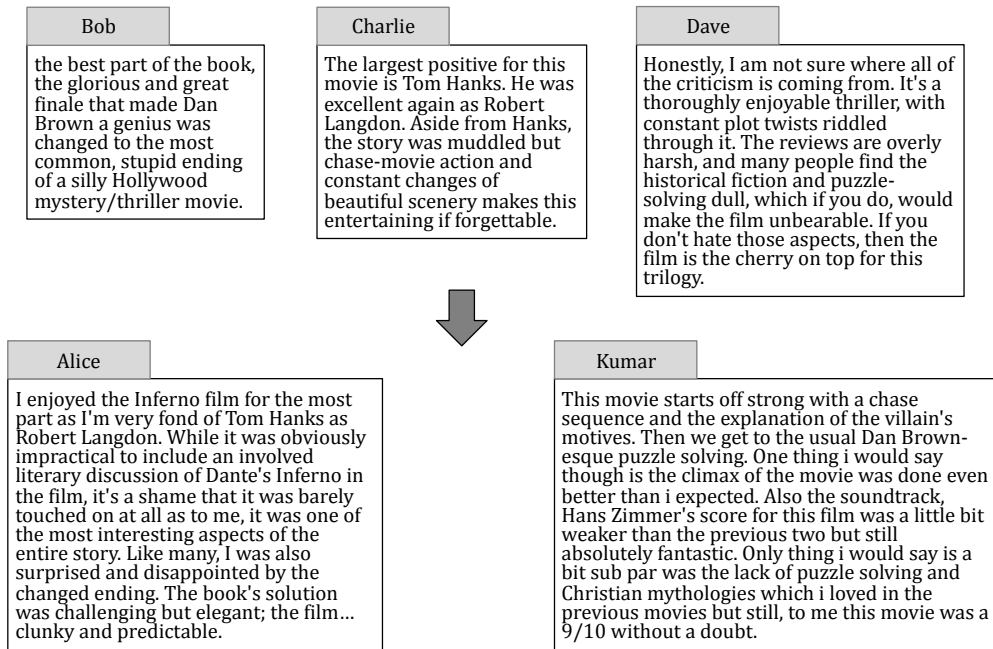 Bob
the best part of the book,
the glorious and great
finale that made Dan
Brown a genius was
changed to the most
common, stupid ending
of a silly Hollywood
mystery/thriller movie.
Charlie
The largest positive for this
movie is Tom Hanks. He was
excellent again as Robert
Langdon. Aside from Hanks,
the story was muddled but
chase-movie action and
constant changes of
beautiful scenery makes this
entertaining if forgettable.
Dave
Honestly, I am not sure where all of
the criticism is coming from. It's a
thoroughly enjoyable thriller, with
constant plot twists riddled
through it. The reviews are overly
harsh, and many people find the
historical fiction and puzzle-
solving dull, which if you do, would
make the film unbearable. If you
don't hate those aspects, then the
film is the cherry on top for this
trilogy.
Alice
I enjoyed the Inferno film for the most
part as I'm very fond of Tom Hanks as
Robert Langdon. While it was obviously
impractical to include an involved
literary discussion of Dante's Inferno in
the film, it's a shame that it was barely
touched on at all as to me, it was one of
the most interesting aspects of the
entire story. Like many, I was also
surprised and disappointed by the
changed ending. The book's solution
was challenging but elegant; the film…
clunky and predictable.
Kumar
This movie starts off strong with a chase
sequence and the explanation of the villain's
motives. Then we get to the usual Dan Brown-
esque puzzle solving. One thing i would say
though is the climax of the movie was done even
better than i expected. Also the soundtrack,
Hans Zimmer's score for this film was a little bit
weaker than the previous two but still
absolutely fantastic. Only thing i would say is a
bit sub par was the lack of puzzle solving and
Christian mythologies which i loved in the
previous movies but still, to me this movie was a
9/10 without a doubt.